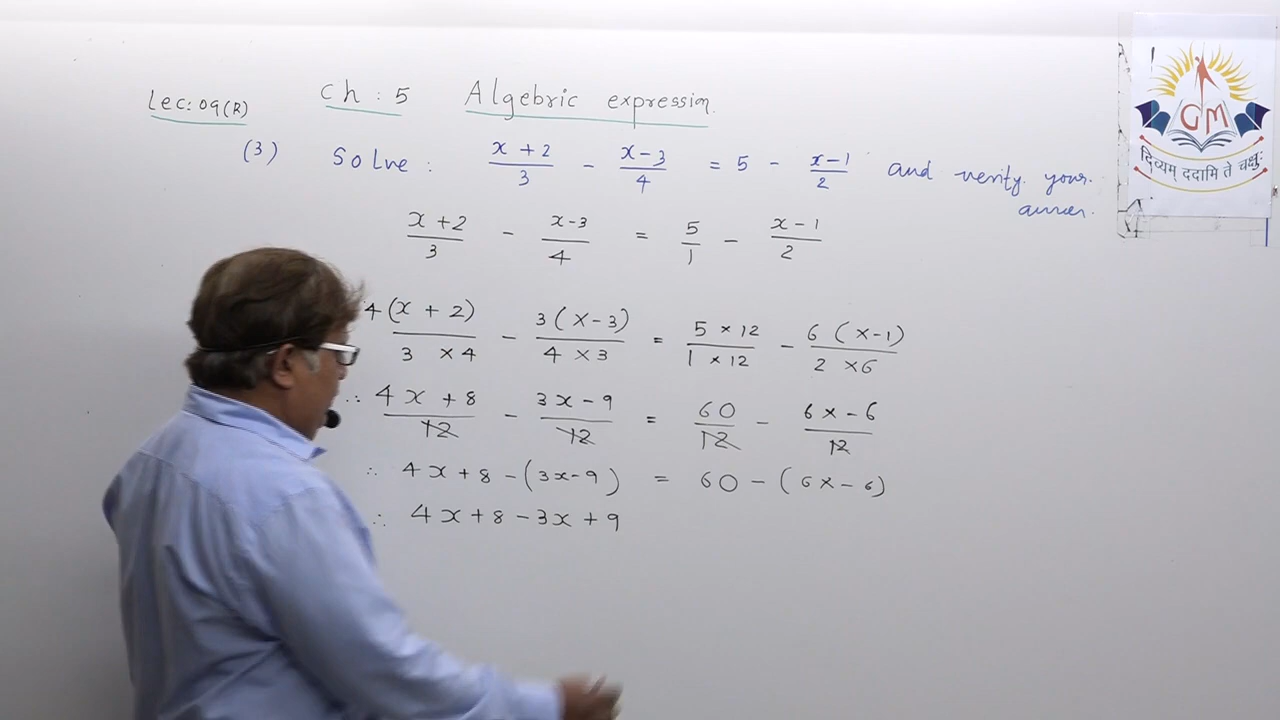 Lec: 09(R) Ch : 5 Algebric expression.
(3) Solve : (x + 2)/3 - (x-3)/4 = 5 - (x-1)/2 and verify your
(x+2)/3 - (x-3)/4 = 5/1 - (x-1)/2
4(x + 2)/(3 × 4) - 3(x-3)/(4 × 3) = (5 × 12)/(1 × 12) - 6(x-1)/(2 × 6)
∴ (4x + 8)/12 - (3x-9)/12 = 60/12 - (6x-6)/12
∴ 4x+8-(3x-9) = 60-(6x-6)
∴ 4x+8-3x+9
GM
दिव्यम् ददामि ते चक्षुः